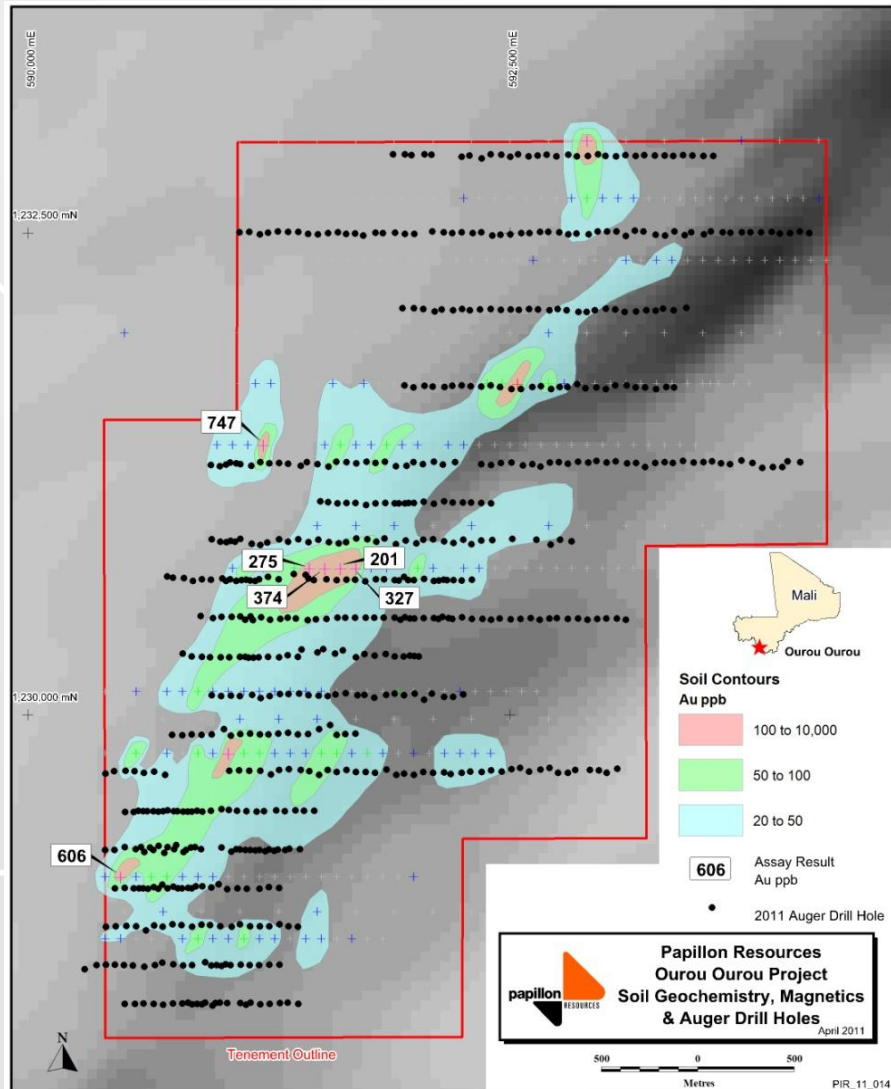 590,000 mE
592,500 mE
1,232,500 mN
747
275
201
374
327
Mali
Ourou Ourou
1,230,000 mN
Soil Contours
Au ppb
100 to 10,000
50 to 100
20 to 50
606
606
Assay Result
Au ppb
2011 Auger Drill Hole
papillon
RESOURCES
Papillon Resources
Ourou Ourou Project
Soil Geochemistry, Magnetics
& Auger Drill Holes
April 2011
N
Tenement Outline
500 0 500
Metres
PIR_11_014